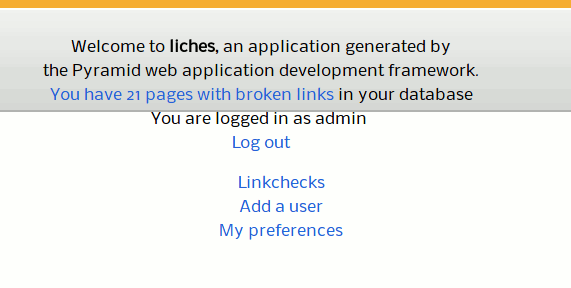 Welcome to liches, an application generated by
the Pyramid web application development framework.
You have 21 pages with broken links in your database
You are logged in as admin
Log out
Linkchecks
Add a user
My preferences